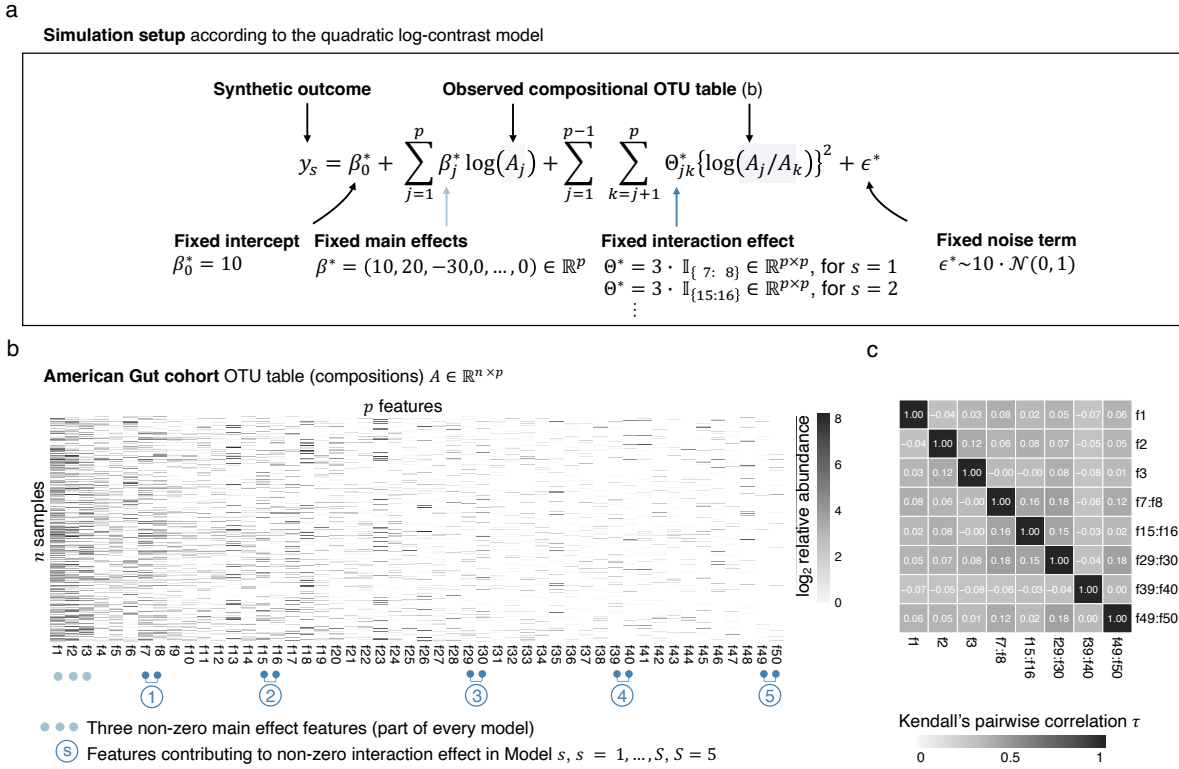 a
Simulation setup according to the quadratic log-contrast model
Synthetic outcome
Observed compositional OTU table (b)
y_s = β_0^* + ∑_{j=1}^{p} β_j^* log(A_j) + ∑_{j=1}^{p−1} ∑_{k=j+1}^{p} Θ_{jk}^* {log(A_j/A_k)}^2 + ϵ^*
Fixed intercept
β_0^* = 10
Fixed main effects
β^* = (10, 20, −30,0, … , 0) ∈ ℝ^p
Fixed interaction effect
Θ^* = 3 · 𝕀_{{ 7: 8}} ∈ ℝ^{p×p}, for s = 1
Θ^* = 3 · 𝕀_{{15:16}} ∈ ℝ^{p×p}, for s = 2
⋮
Fixed noise term
ϵ^*~10 · 𝒩(0, 1)
b
American Gut cohort OTU table (compositions) A ∈ ℝ^{n×p}
p features
n samples
log2 relative abundance
8
6
4
2
0
f1 f2 f3 f4 f5 f6 f7 f8 f9 f10 f11 f12 f13 f14 f15 f16 f17 f18 f19 f20 f21 f22 f23 f24 f25 f26 f27 f28 f29 f30 f31 f32 f33 f34 f35 f36 f37 f38 f39 f40 f41 f42 f43 f44 f45 f46 f47 f48 f49 f50
1 2 3 4 5
Three non-zero main effect features (part of every model)
s Features contributing to non-zero interaction effect in Model s, s = 1, … , S, S = 5
c
1.00 −0.04 0.03 0.08 0.02 0.05 −0.07 0.06 f1
−0.04 1.00 0.12 0.06 0.08 0.07 −0.05 0.05 f2
0.03 0.12 1.00 −0.00 −0.00 0.08 −0.08 0.01 f3
0.08 0.06 −0.00 1.00 0.16 0.18 −0.06 0.12 f7:f8
0.02 0.08 −0.00 0.16 1.00 0.15 −0.03 0.02 f15:f16
0.05 0.07 0.08 0.18 0.15 1.00 −0.04 0.18 f29:f30
−0.07 −0.05 −0.08 −0.06 −0.03 −0.04 1.00 0.00 f39:f40
0.06 0.05 0.01 0.12 0.02 0.18 0.00 1.00 f49:f50
f1 f2 f3 f7:f8 f15:f16 f29:f30 f39:f40 f49:f50
Kendall's pairwise correlation τ
0 0.5 1